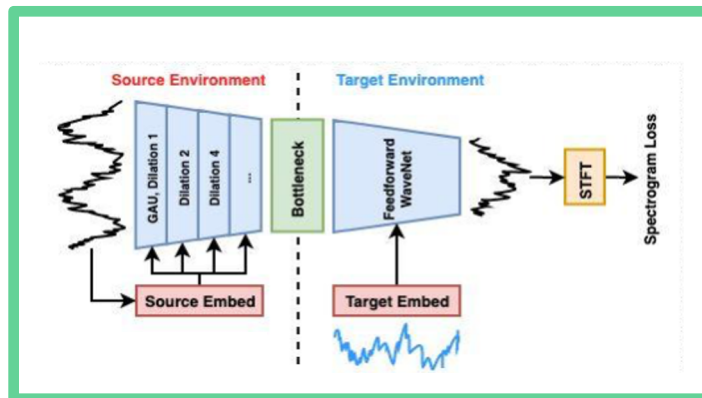 Source Environment
Target Environment
GAU, Dilation 1
Dilation 2
Dilation 4
...
Bottleneck
Feedforward
WaveNet
STFT
Spectrogram Loss
Source Embed
Target Embed